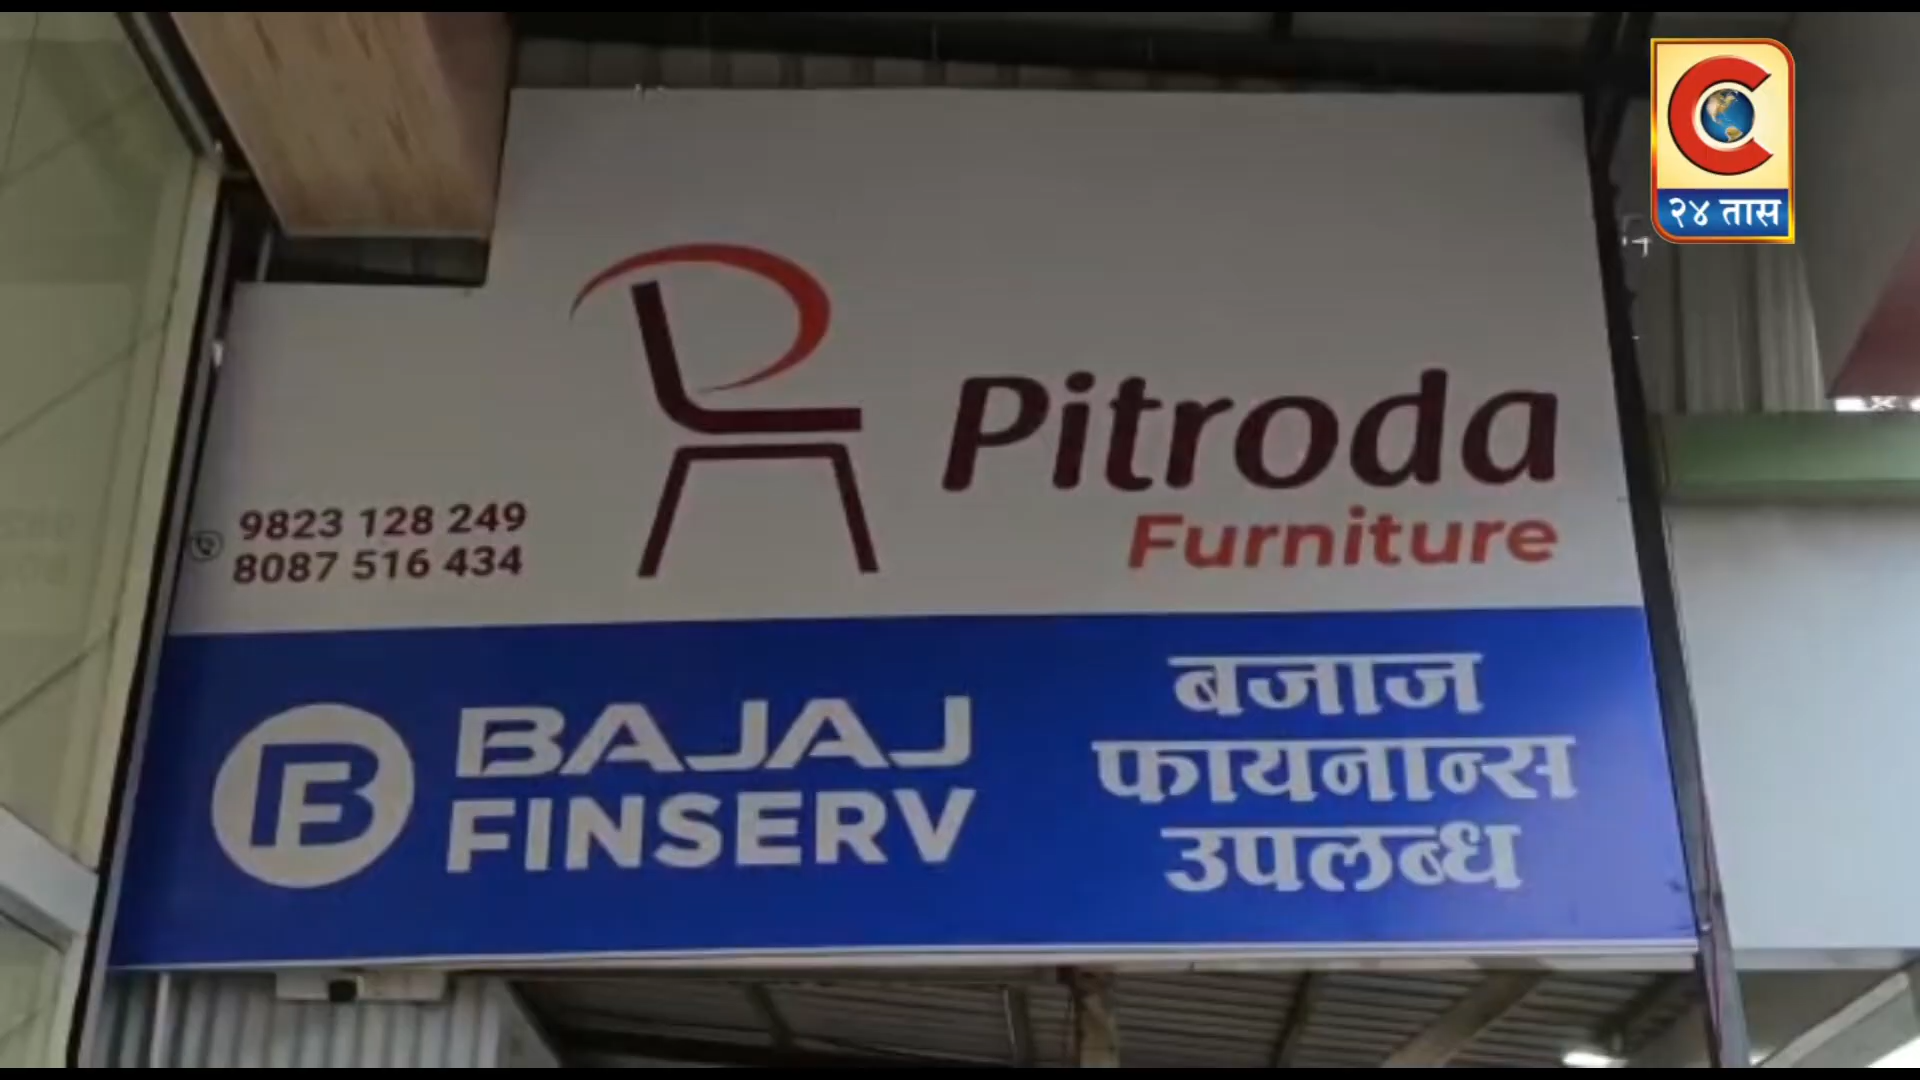 २४ तास
Pitroda
Furniture
9823 128 249
8087 516 434
BAJAJ
FINSERV
बजाज
फायनान्स
उपलब्ध